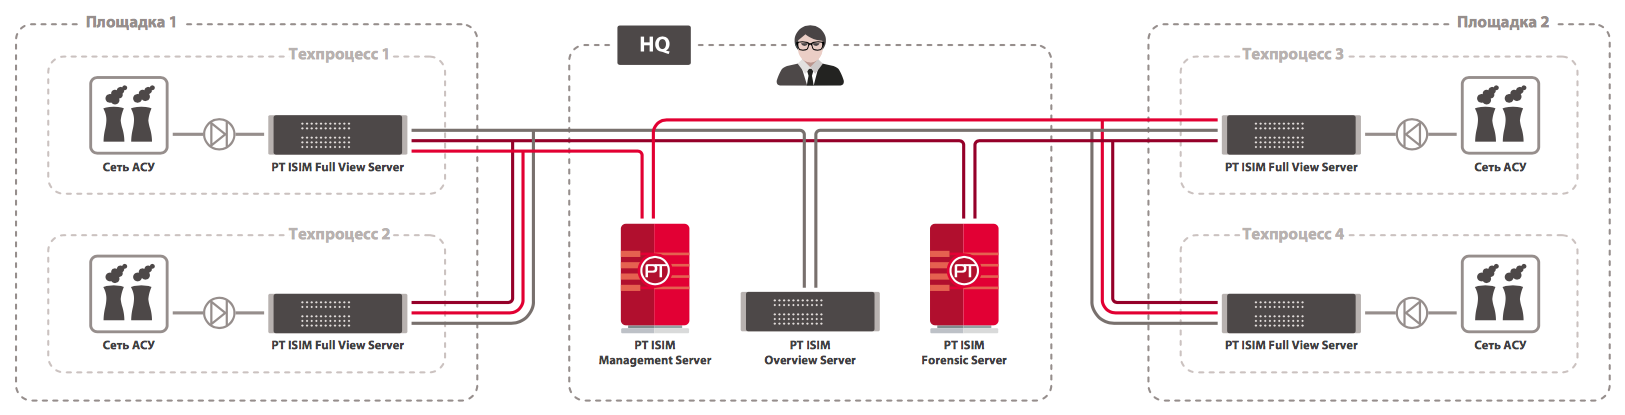 Площадка 1
HQ
Площадка 2
Техпроцесс 1
Техпроцесс 3
Сеть АСУ
PT ISIM Full View Server
PT ISIM Full View Server
Сеть АСУ
Техпроцесс 2
Техпроцесс 4
PT
PT
Сеть АСУ
PT ISIM Full View Server
PT ISIM
Management Server
PT ISIM
Overview Server
PT ISIM
Forensic Server
PT ISIM Full View Server
Сеть АСУ